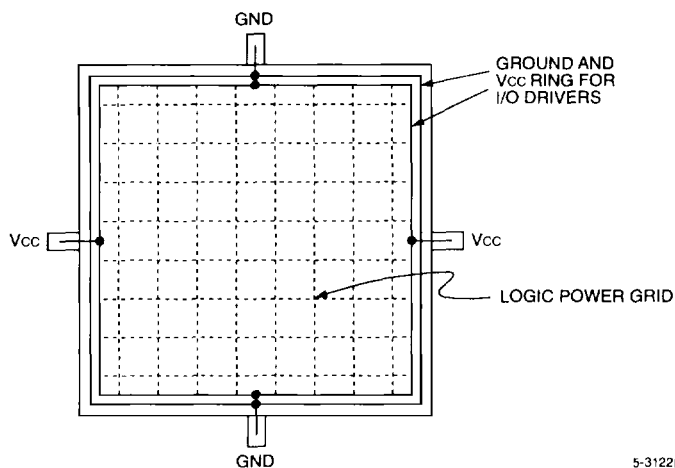 GND
GROUND AND
Vcc RING FOR
I/O DRIVERS
Vcc
Vcc
LOGIC POWER GRID
GND
5-3122